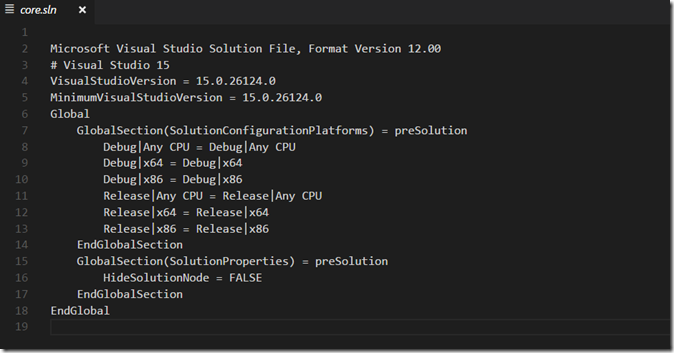 core.sln
1
2 Microsoft Visual Studio Solution File, Format Version 12.00
3 # Visual Studio 15
4 VisualStudioVersion = 15.0.26124.0
5 MinimumVisualStudioVersion = 15.0.26124.0
6 Global
7     GlobalSection(SolutionConfigurationPlatforms) = preSolution
8         Debug|Any CPU = Debug|Any CPU
9         Debug|x64 = Debug|x64
10         Debug|x86 = Debug|x86
11         Release|Any CPU = Release|Any CPU
12         Release|x64 = Release|x64
13         Release|x86 = Release|x86
14     EndGlobalSection
15     GlobalSection(SolutionProperties) = preSolution
16         HideSolutionNode = FALSE
17     EndGlobalSection
18 EndGlobal
19